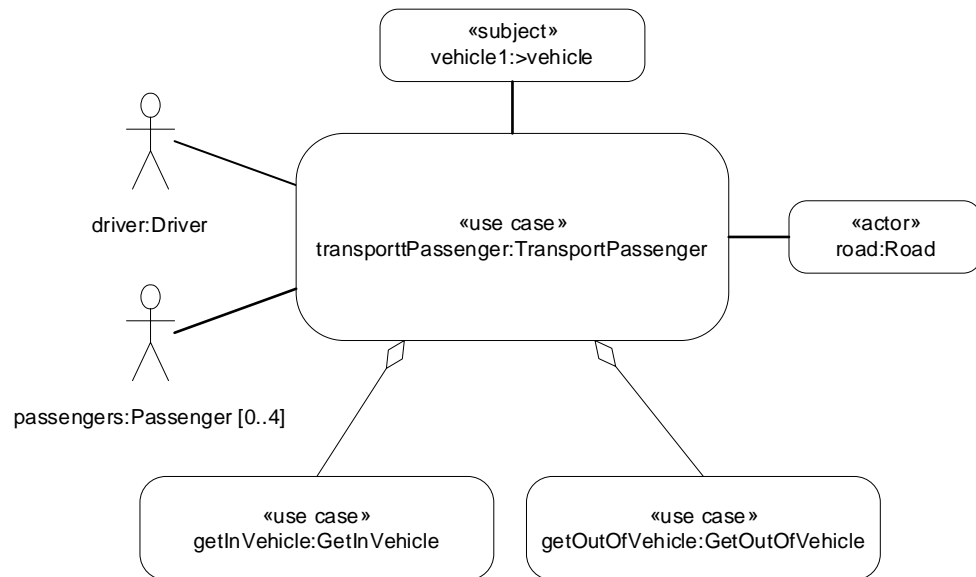 «subject»
vehicle1:>vehicle
driver:Driver
«use case»
transporttPassenger:TransportPassenger
«actor»
road:Road
passengers:Passenger [0..4]
«use case»
getInVehicle:GetInVehicle
«use case»
getOutOfVehicle:GetOutOfVehicle